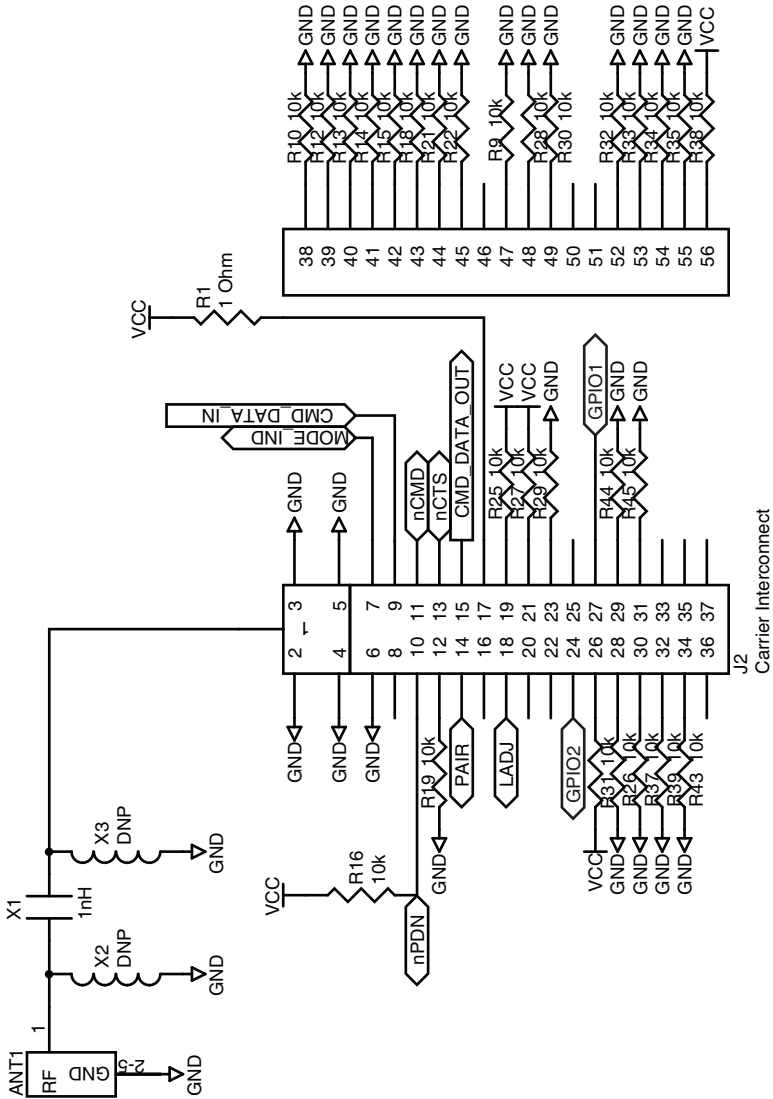 ANT1
RF
GND
1
2-5
GND
X2
DNP
GND
X1
1nH
X3
DNP
GND
VCC
R16
10k
nPDN
GND
R19 10k
PAIR
LADJ
GPIO2
VCC
R31 10k
GND
R26 10k
GND
R37 10k
GND
R39 10k
GND
R43 10k
GND
GND
GND
1
2 3
4 5
6 7
8 9
10 11
12 13
14 15
16 17
18 19
20 21
22 23
24 25
26 27
28 29
30 31
32 33
34 35
36 37
J2
Carrier Interconnect
GND
GND
MODE_IND
CMD_DATA_IN
nCMD
nCTS
CMD_DATA_OUT
VCC
R1
1 Ohm
R25 10k
VCC
R27 10k
VCC
R29 10k
GND
GPIO1
R44 10k
GND
R45 10k
GND
38
R10 10k
GND
39
R12 10k
GND
40
R13 10k
GND
41
R14 10k
GND
42
R15 10k
GND
43
R18 10k
GND
44
R21 10k
GND
45
R22 10k
GND
46
47
R9 10k
GND
48
R28 10k
GND
49
R30 10k
GND
50
51
52
R32 10k
GND
53
R33 10k
GND
54
R34 10k
GND
55
R35 10k
GND
56
R38 10k
VCC